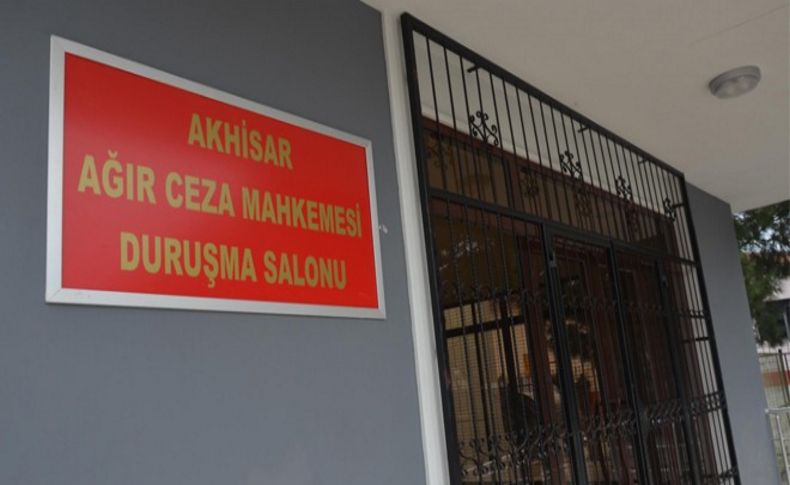 AKHİSAR
AĞIR CEZA MAHKEMESİ
DURUŞMA SALONU